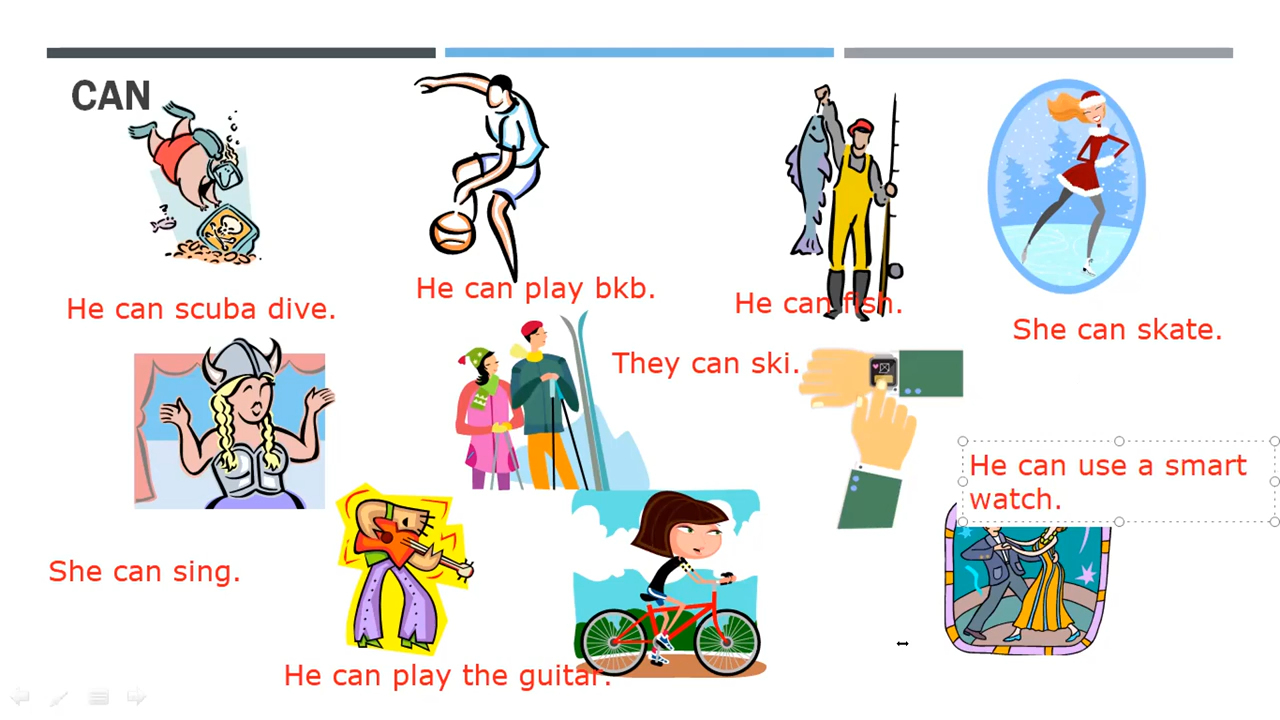 CAN
He can scuba dive.
He can play bkb.
He can fish.
She can skate.
They can ski.
He can use a smart
watch.
She can sing.
He can play the guitar.